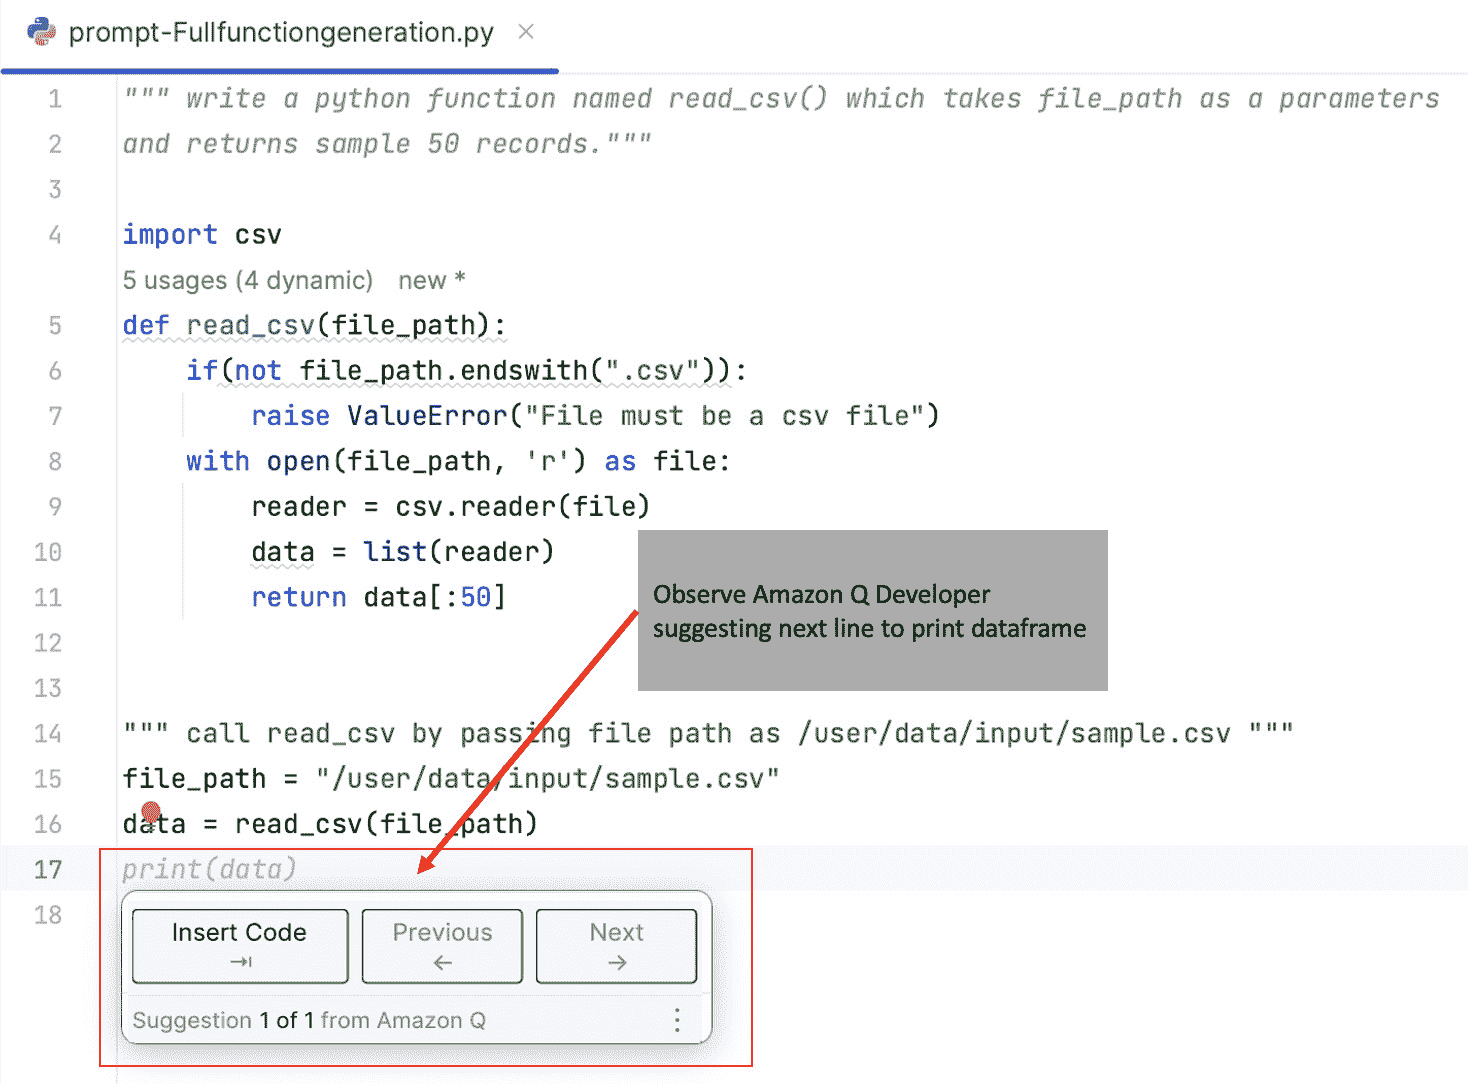 prompt-Fullfunctiongeneration.py ×
1 """ write a python function named read_csv() which takes file_path as a parameters
2 and returns sample 50 records."""
3
4 import csv
5 usages (4 dynamic) new *
5 def read_csv(file_path):
6 if(not file_path.endswith(".csv")):
7 raise ValueError("File must be a csv file")
8 with open(file_path, 'r') as file:
9 reader = csv.reader(file)
10 data = list(reader)
11 return data[:50]
Observe Amazon Q Developer
suggesting next line to print dataframe
12
13
14 """ call read_csv by passing file path as /user/data/input/sample.csv """
15 file_path = "/user/data/input/sample.csv"
16 data = read_csv(file_path)
17 print(data)
18
Insert Code Previous Next
→| ← →
Suggestion 1 of 1 from Amazon Q ⋮